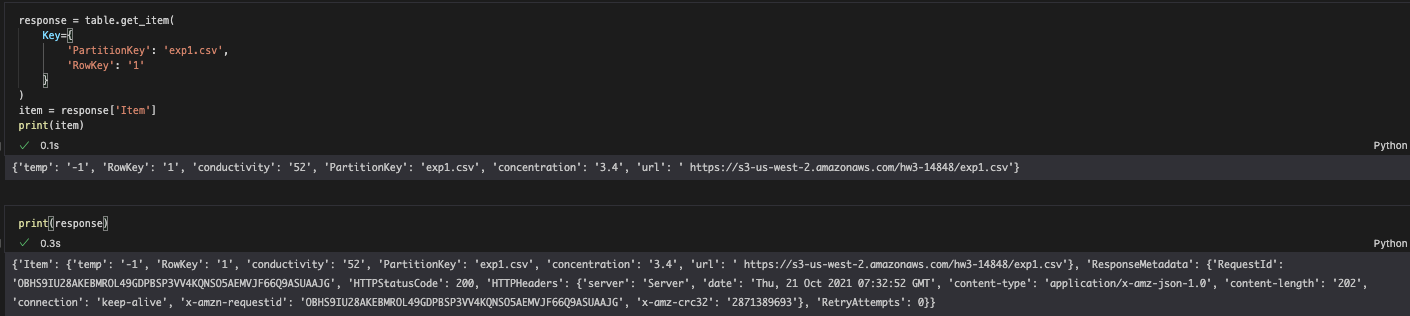 response = table.get_item(
    Key={
        'PartitionKey': 'exp1.csv',
        'RowKey': '1'
    }
)
item = response['Item']
print(item)
0.1s
Python
{'temp': '-1', 'RowKey': '1', 'conductivity': '52', 'PartitionKey': 'exp1.csv', 'concentration': '3.4', 'url': ' https://s3-us-west-2.amazonaws.com/hw3-14848/exp1.csv'}
print(response)
0.3s
Python
{'Item': {'temp': '-1', 'RowKey': '1', 'conductivity': '52', 'PartitionKey': 'exp1.csv', 'concentration': '3.4', 'url': ' https://s3-us-west-2.amazonaws.com/hw3-14848/exp1.csv'}, 'ResponseMetadata': {'RequestId':
'OBHS9IU28AKEBMROL49GDPBSP3VV4KQNSO5AEMVJF66Q9ASUAAJG', 'HTTPStatusCode': 200, 'HTTPHeaders': {'server': 'Server', 'date': 'Thu, 21 Oct 2021 07:32:52 GMT', 'content-type': 'application/x-amz-json-1.0', 'content-length': '202',
'connection': 'keep-alive', 'x-amzn-requestid': 'OBHS9IU28AKEBMROL49GDPBSP3VV4KQNSO5AEMVJF66Q9ASUAAJG', 'x-amz-crc32': '2871389693'}, 'RetryAttempts': 0}}